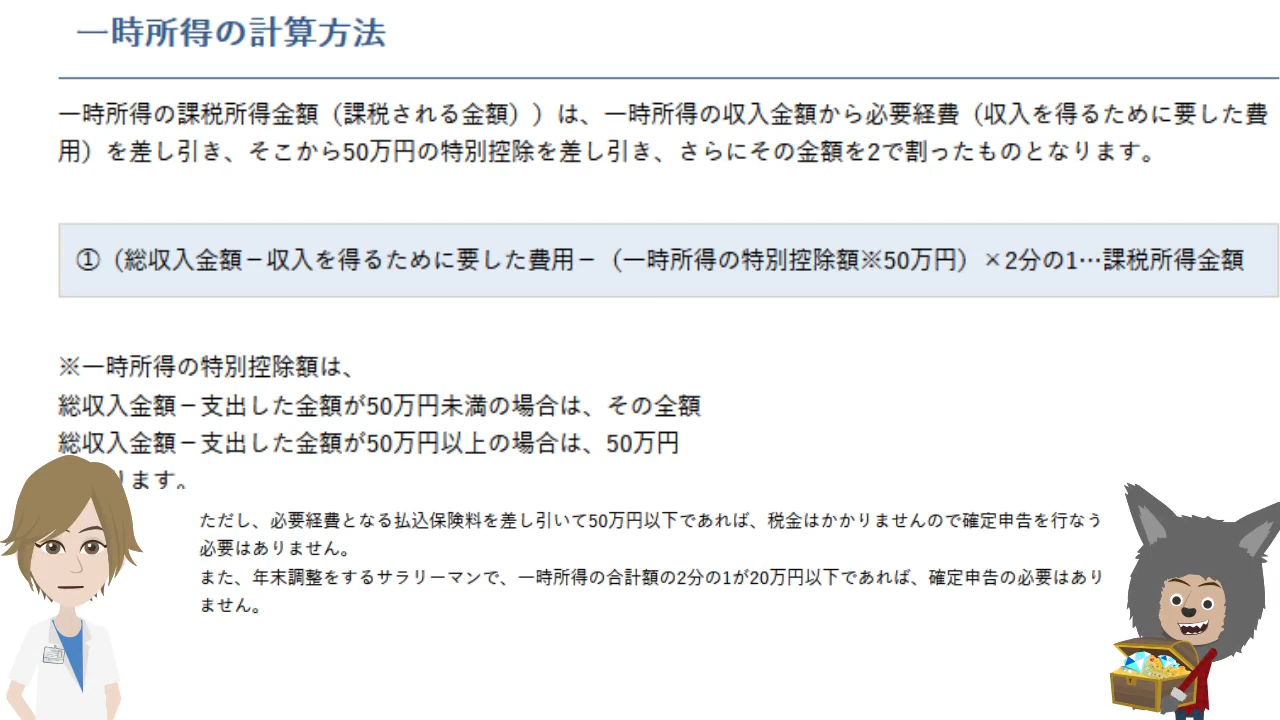 一時所得の計算方法
一時所得の課税所得金額（課税される金額））は、一時所得の収入金額から必要経費（収入を得るために要した費
用）を差し引き、そこから50万円の特別控除を差し引き、さらにその金額を2で割ったものとなります。
①（総収入金額－収入を得るために要した費用－（一時所得の特別控除額※50万円）×2分の1…課税所得金額
※一時所得の特別控除額は、
総収入金額－支出した金額が50万円未満の場合は、その全額
総収入金額－支出した金額が50万円以上の場合は、50万円
ります。
ただし、必要経費となる払込保険料を差し引いて50万円以下であれば、税金はかかりませんので確定申告を行なう
必要はありません。
また、年末調整をするサラリーマンで、一時所得の合計額の2分の1が20万円以下であれば、確定申告の必要はあり
ません。